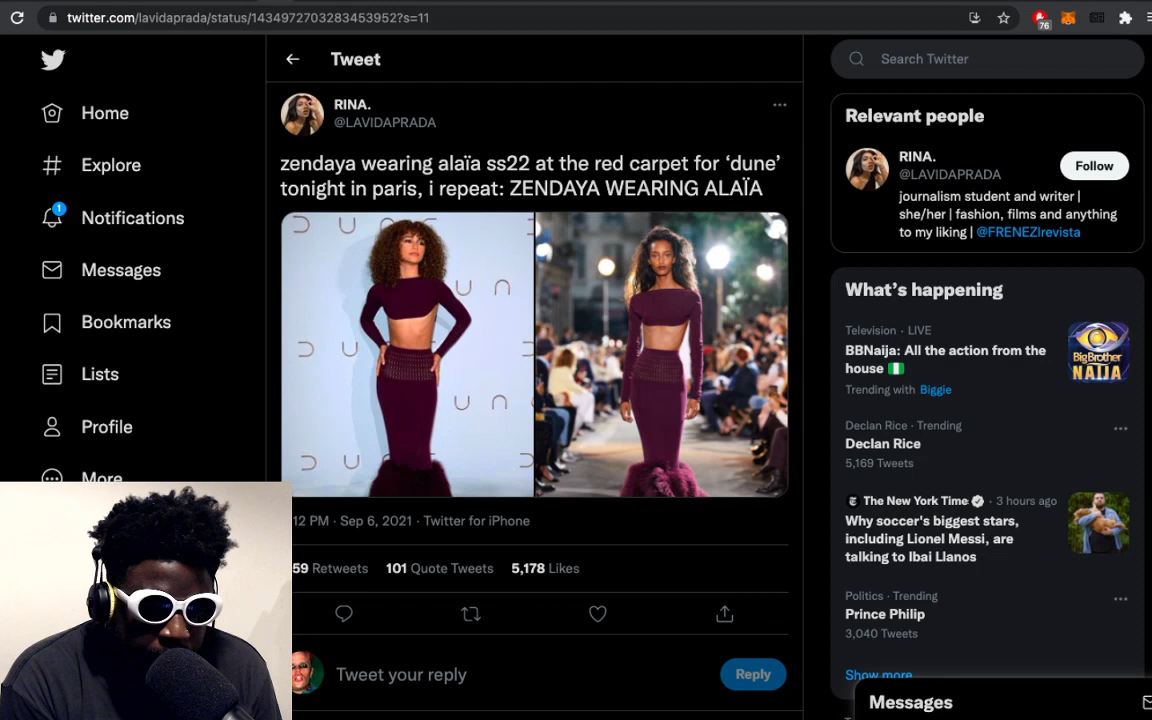 twitter.com/lavidaprada/status/1434972703283453952?s=11
76
Home
Explore
1
Notifications
Messages
Bookmarks
Lists
Profile
More
Tweet
RINA.
@LAVIDAPRADA
zendaya wearing alaïa ss22 at the red carpet for ‘dune’
tonight in paris, i repeat: ZENDAYA WEARING ALAÏA
12 PM · Sep 6, 2021 · Twitter for iPhone
59 Retweets 101 Quote Tweets 5,178 Likes
Tweet your reply
Reply
Search Twitter
Relevant people
RINA.
@LAVIDAPRADA
Follow
journalism student and writer |
she/her | fashion, films and anything
to my liking | @FRENEZIrevista
What’s happening
Television · LIVE
BBNaija: All the action from the
house
Trending with Biggie
BigBrother
NAIJA
Declan Rice · Trending
Declan Rice
5,169 Tweets
The New York Time · 3 hours ago
Why soccer's biggest stars,
including Lionel Messi, are
talking to Ibai Llanos
Politics · Trending
Prince Philip
3,040 Tweets
Show more
Messages